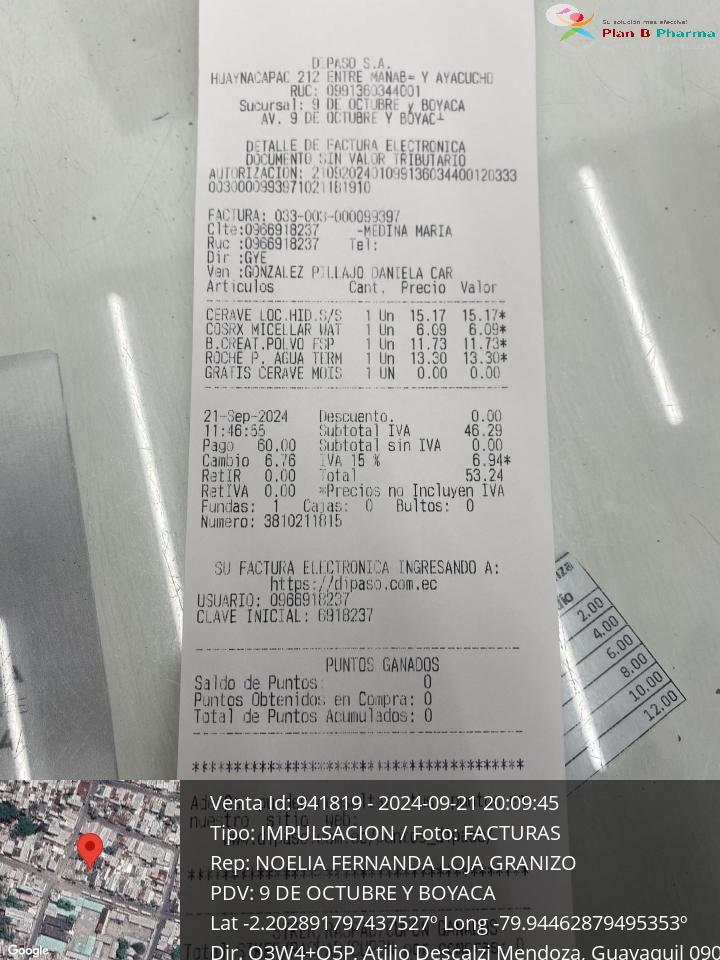 Su solución más efectiva!
Plan B Pharma
DIPASO S.A.
HUAYNACAPAC 212 ENTRE MANAB= Y AYACUCHO
RUC: 0991360344001
Sucursal: 9 DE OCTUBRE y BOYACA
AV. 9 DE OCTUBRE Y BOYAC┴
DETALLE DE FACTURA ELECTRONICA
DOCUMENTO SIN VALOR TRIBUTARIO
AUTORIZACION: 210920240109913603440012033​3
0030000993971021181910
FACTURA: 033-003-000099397
Clte:0966918237 -MEDINA MARIA
Ruc :0966918237 Tel:
Dir :GYE
Ven :GONZALEZ PILLAJO DANIELA CAR
Articulos Cant. Precio Valor
CERAVE LOC.HID.S/S 1 Un 15.17 15.17*
COSRX MICELLAR WAT 1 Un 6.09 6.09*
B.CREAT.POLVO FSP 1 Un 11.73 11.73*
ROCHE P. AGUA TERM 1 Un 13.30 13.30*
GRATIS CERAVE MOIS 1 UN 0.00 0.00
21-Sep-2024 Descuento. 0.00
11:46:55 Subtotal IVA 46.29
Pago 60.00 Subtotal sin IVA 0.00
Cambio 6.76 IVA 15 % 6.94*
RetIR 0.00 Total 53.24
RetIVA 0.00 *Precios no Incluyen IVA
Fundas: 1 Cajas: 0 Bultos: 0
Numero: 3810211815
SU FACTURA ELECTRONICA INGRESANDO A:
https://dipaso.com.ec
USUARIO: 0966918237
CLAVE INICIAL: 6918237
PUNTOS GANADOS
Saldo de Puntos: 0
Puntos Obtenidos en Compra: 0
Total de Puntos Acumulados: 0
*********************************
2.00
4.00
6.00
8.00
10.00
12.00
Venta Id: 941819 - 2024-09-21 20:09:45
Tipo: IMPULSACION / Foto: FACTURAS
Rep: NOELIA FERNANDA LOJA GRANIZO
PDV: 9 DE OCTUBRE Y BOYACA
Lat -2.202891797437527º Long -79.94462879495353º
Dir. Q3W4+Q5P, Atilio Descalzi Mendoza, Guayaquil 090
Google